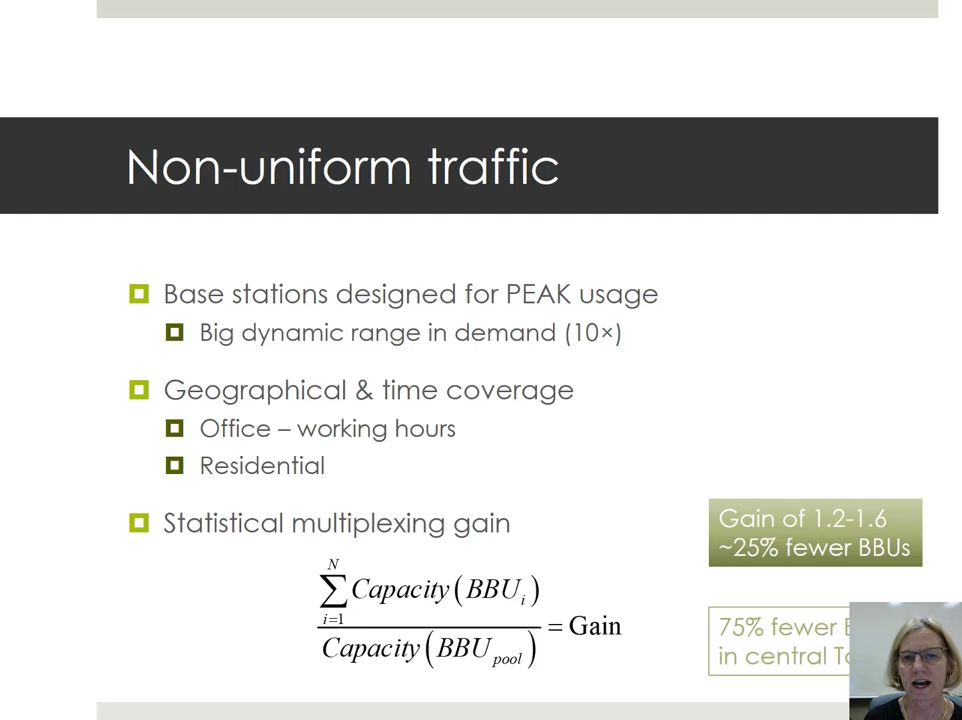 Non-uniform traffic
Base stations designed for PEAK usage
Big dynamic range in demand (10×)
Geographical & time coverage
Office – working hours
Residential
Statistical multiplexing gain
N
∑ Capacity(BBU_i)
i=1
Capacity(BBU_pool)
= Gain
Gain of 1.2-1.6
~25% fewer BBUs
75% fewer
in central